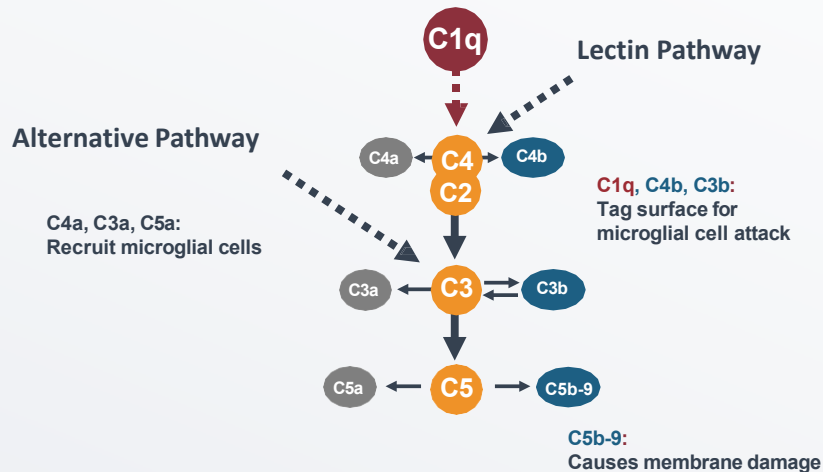 C1q
Lectin Pathway
Alternative Pathway
C4a
C4
C4b
C2
C1q, C4b, C3b:
Tag surface for
microglial cell attack
C4a, C3a, C5a:
Recruit microglial cells
C3a
C3
C3b
C5a
C5
C5b-9
C5b-9:
Causes membrane damage